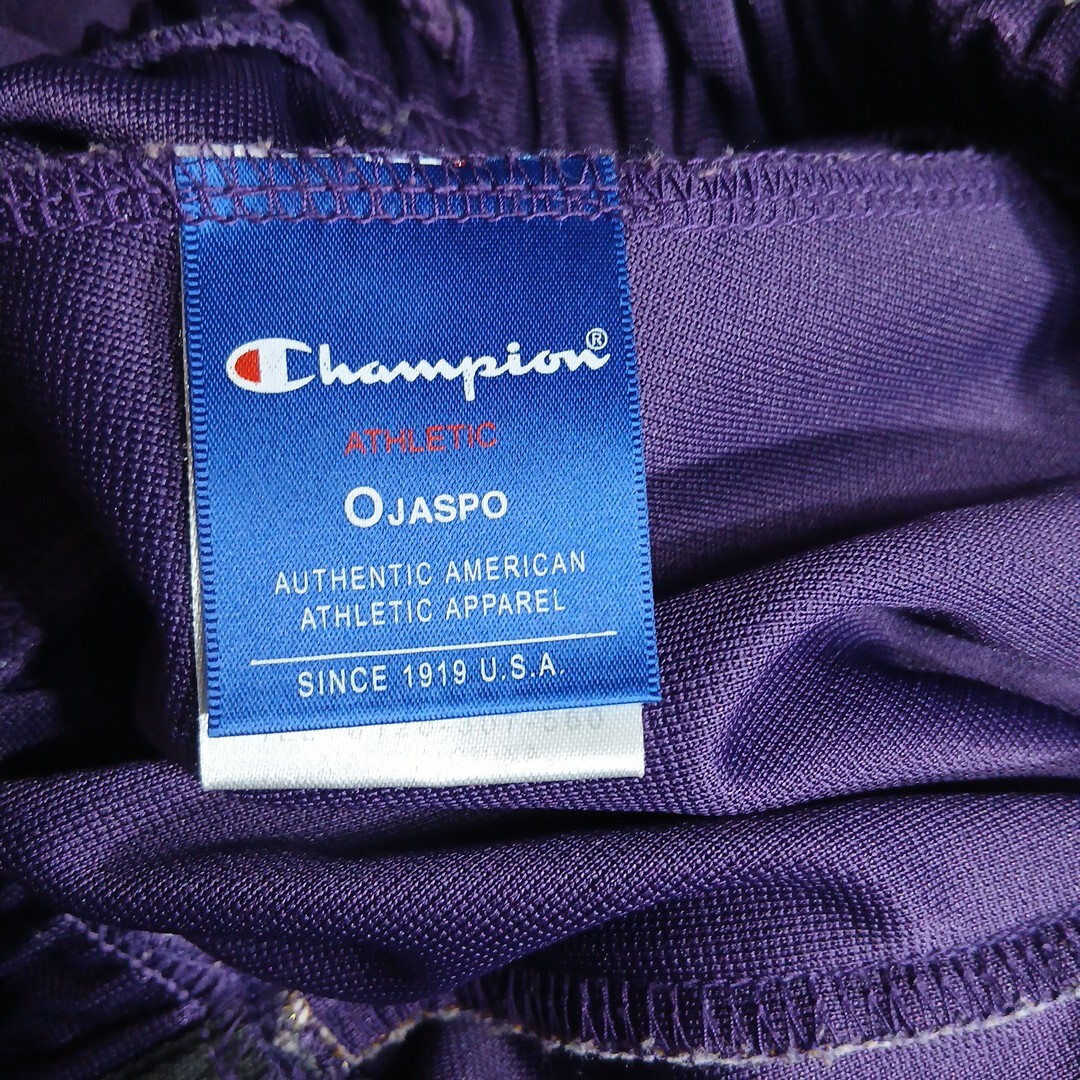 Champion®
ATHLETIC
OJASPO
AUTHENTIC AMERICAN
ATHLETIC APPAREL
SINCE 1919 U.S.A.